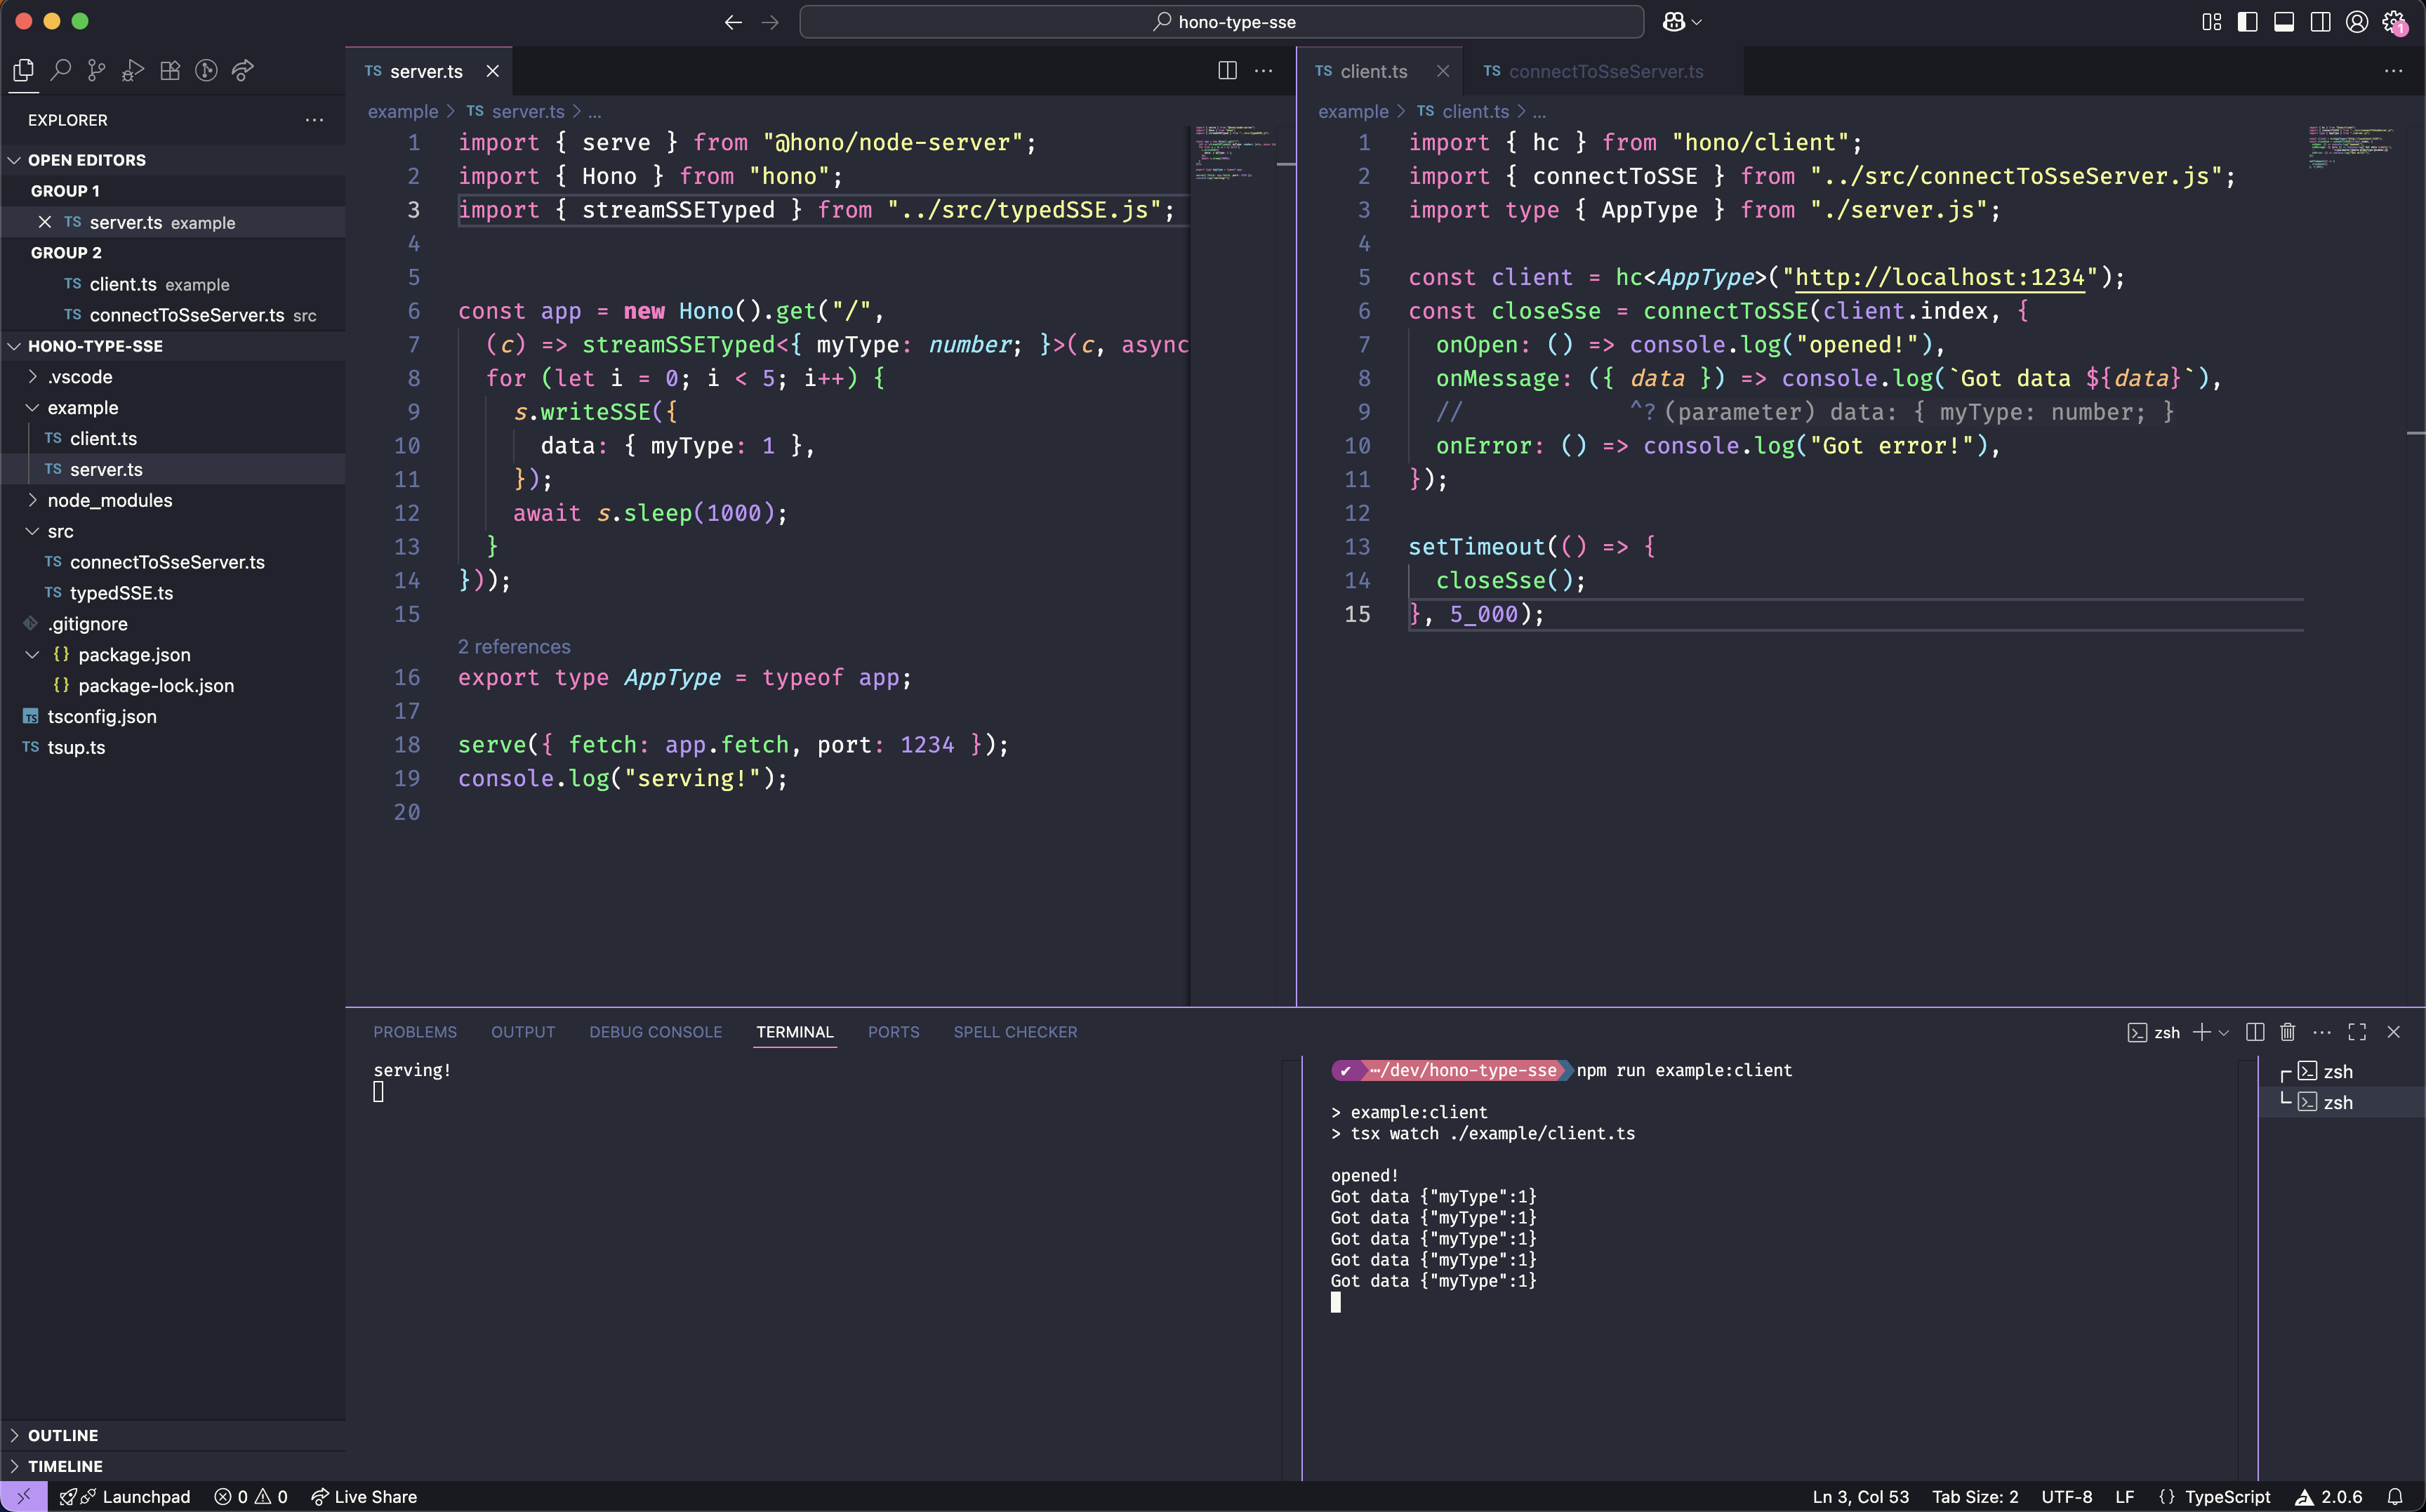 hono-type-sse
1
EXPLORER
OPEN EDITORS
GROUP 1
TS server.ts example
GROUP 2
TS client.ts example
TS connectToSseServer.ts src
HONO-TYPE-SSE
.vscode
example
TS client.ts
TS server.ts
node_modules
src
TS connectToSseServer.ts
TS typedSSE.ts
.gitignore
{} package.json
{} package-lock.json
TS tsconfig.json
TS tsup.ts
OUTLINE
TIMELINE
TS server.ts
example > TS server.ts > ...
1 import { serve } from "@hono/node-server";
2 import { Hono } from "hono";
3 import { streamSSETyped } from "../src/typedSSE.js";
4
5
6 const app = new Hono().get("/",
7 (c) => streamSSETyped<{ myType: number; }>(c, async
8 for (let i = 0; i < 5; i++) {
9 s.writeSSE({
10 data: { myType: 1 },
11 });
12 await s.sleep(1000);
13 }
14 }));
15
2 references
16 export type AppType = typeof app;
17
18 serve({ fetch: app.fetch, port: 1234 });
19 console.log("serving!");
20
TS client.ts
TS connectToSseServer.ts
example > TS client.ts > ...
1 import { hc } from "hono/client";
2 import { connectToSSE } from "../src/connectToSseServer.js";
3 import type { AppType } from "./server.js";
4
5 const client = hc<AppType>("http://localhost:1234");
6 const closeSse = connectToSSE(client.index, {
7 onOpen: () => console.log("opened!"),
8 onMessage: ({ data }) => console.log(`Got data ${data}`),
9 // ^? (parameter) data: { myType: number; }
10 onError: () => console.log("Got error!"),
11 });
12
13 setTimeout(() => {
14 closeSse();
15 }, 5_000);
PROBLEMS OUTPUT DEBUG CONSOLE TERMINAL PORTS SPELL CHECKER
zsh
serving!
✔ ⋯/dev/hono-type-sse npm run example:client
> example:client
> tsx watch ./example/client.ts
opened!
Got data {"myType":1}
Got data {"myType":1}
Got data {"myType":1}
Got data {"myType":1}
Got data {"myType":1}
zsh
zsh
Launchpad 0 0 Live Share
Ln 3, Col 53 Tab Size: 2 UTF-8 LF {} TypeScript 2.0.6